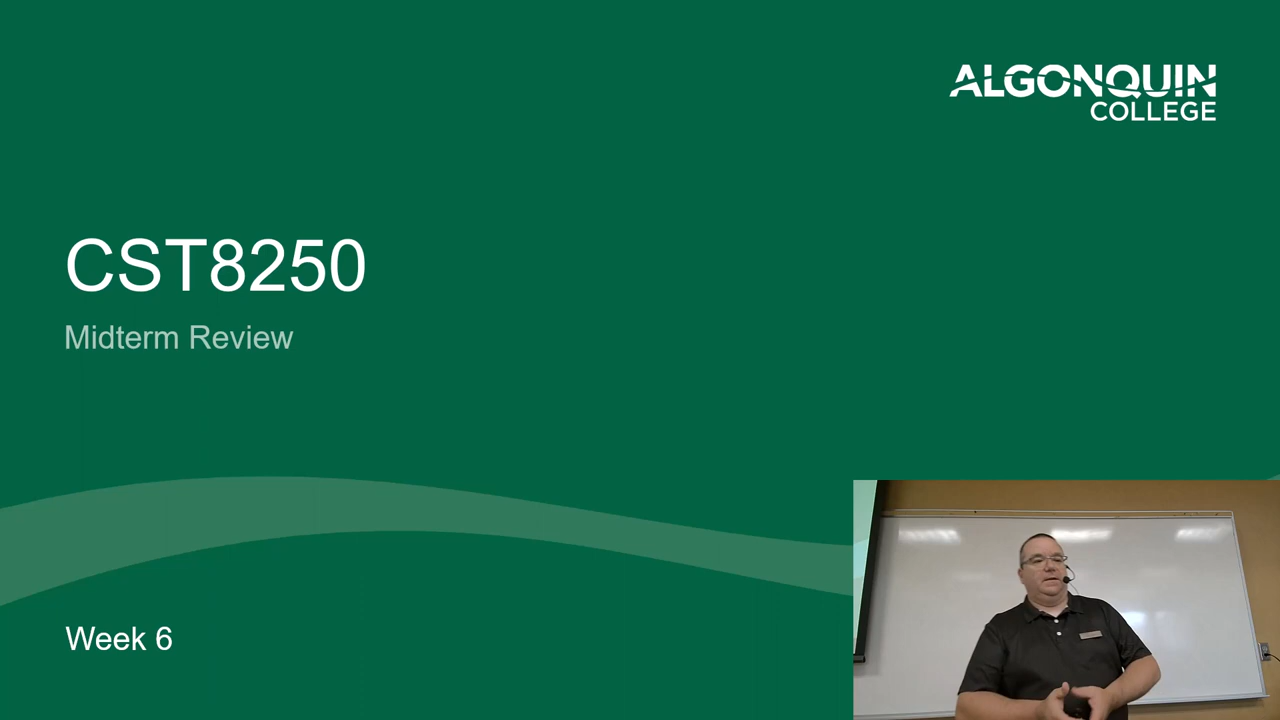 ALGONQUIN
COLLEGE
CST8250
Midterm Review
Week 6